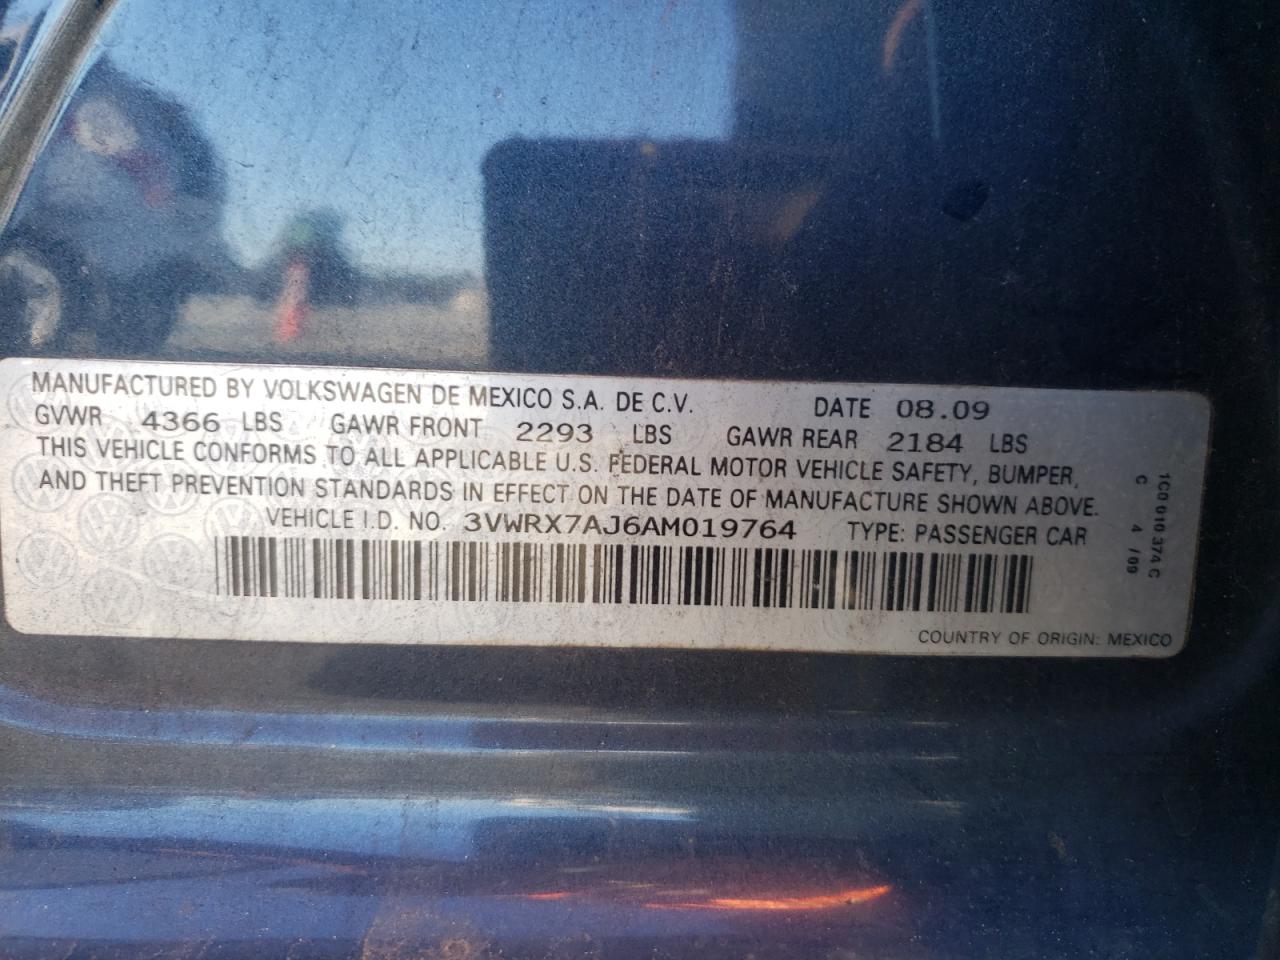 MANUFACTURED BY VOLKSWAGEN DE MEXICO S.A. DE C.V. DATE 08.09
GVWR 4366 LBS GAWR FRONT 2293 LBS GAWR REAR 2184 LBS
THIS VEHICLE CONFORMS TO ALL APPLICABLE U.S. FEDERAL MOTOR VEHICLE SAFETY, BUMPER,
AND THEFT PREVENTION STANDARDS IN EFFECT ON THE DATE OF MANUFACTURE SHOWN ABOVE.
VEHICLE I.D. NO. 3VWRX7AJ6AM019764 TYPE: PASSENGER CAR
COUNTRY OF ORIGIN: MEXICO
1C0 010 374 C
C 4 / 09